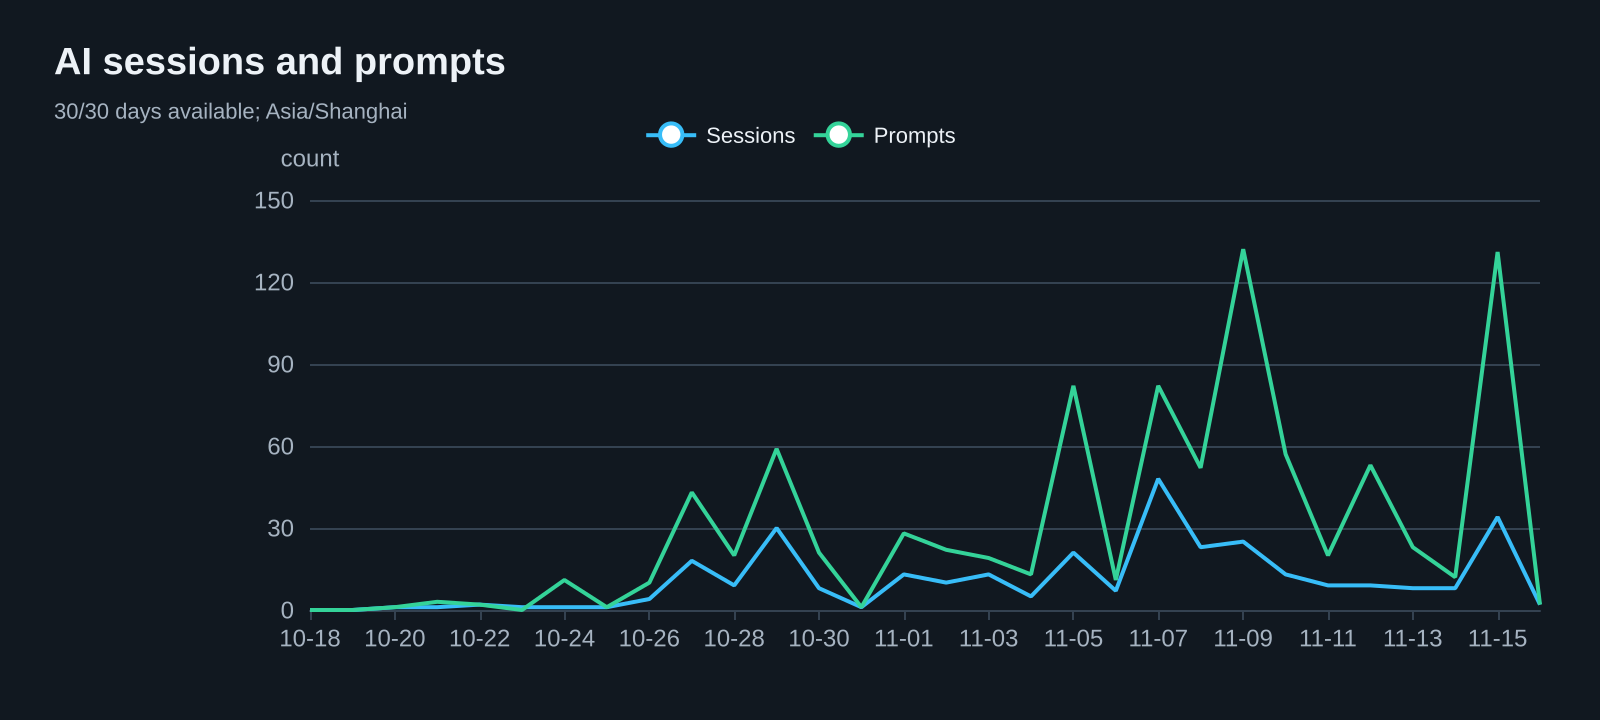 AI sessions and prompts
30/30 days available; Asia/Shanghai
Sessions Prompts
count
150
120
90
60
30
0
10-18 10-20 10-22 10-24 10-26 10-28 10-30 11-01 11-03 11-05 11-07 11-09 11-11 11-13 11-15